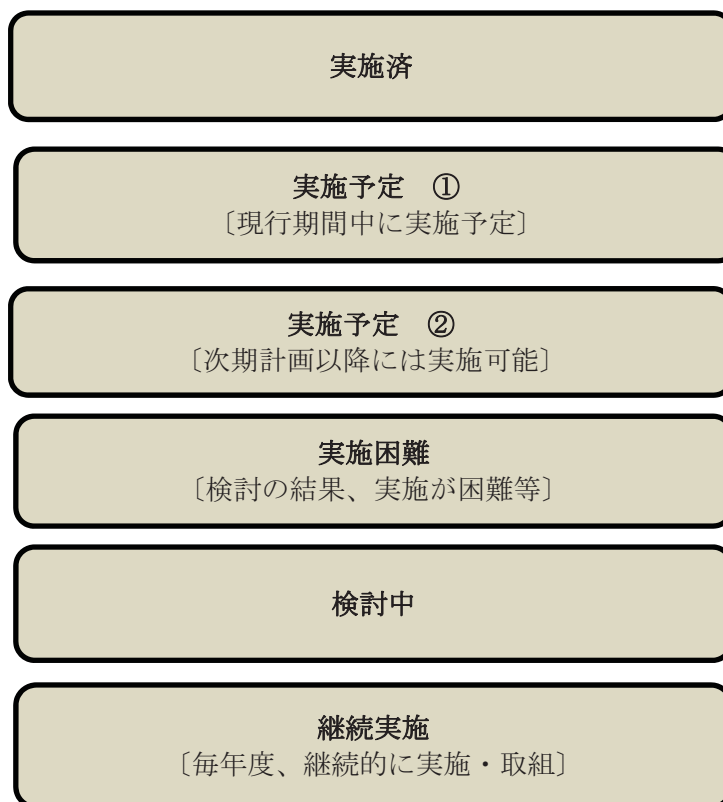 実施済
実施予定　①
〔現行期間中に実施予定〕
実施予定　②
〔次期計画以降には実施可能〕
実施困難
〔検討の結果、実施が困難等〕
検討中
継続実施
〔毎年度、継続的に実施・取組〕